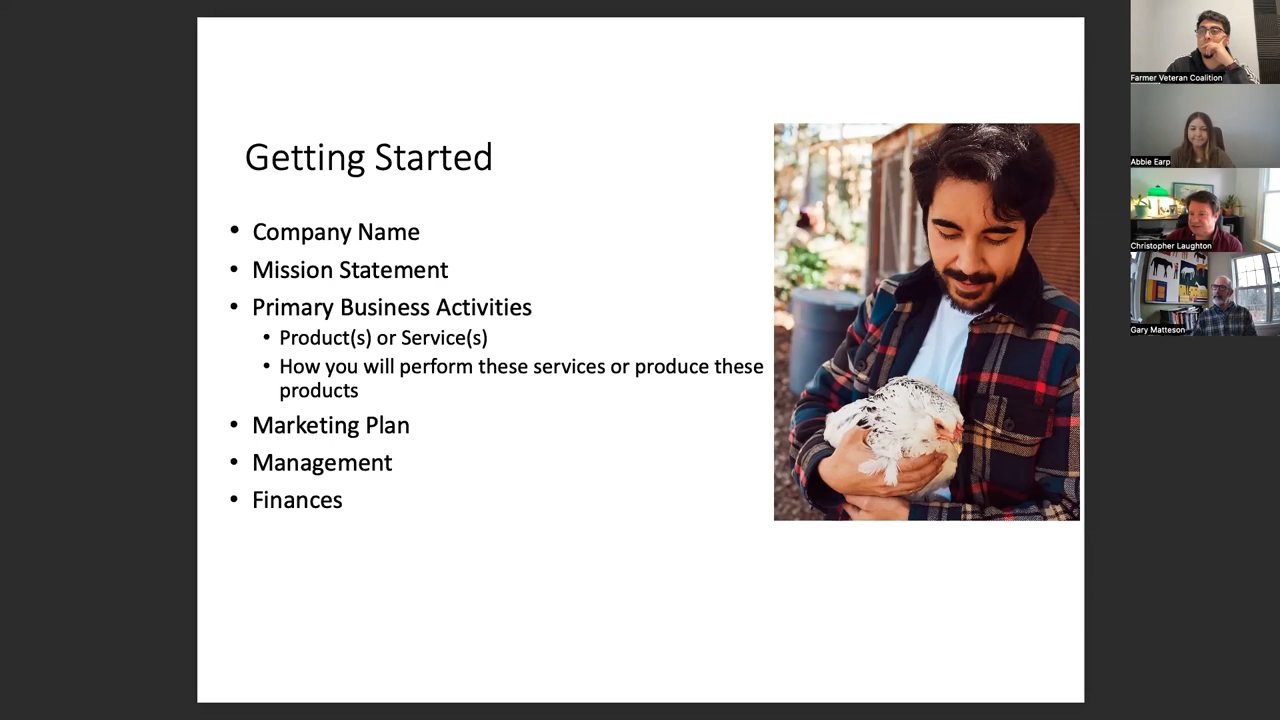 Getting Started
• Company Name
• Mission Statement
• Primary Business Activities
• Product(s) or Service(s)
• How you will perform these services or produce these
products
• Marketing Plan
• Management
• Finances
Farmer Veteran Coalition
Abbie Earp
Christopher Laughton
Gary Matteson